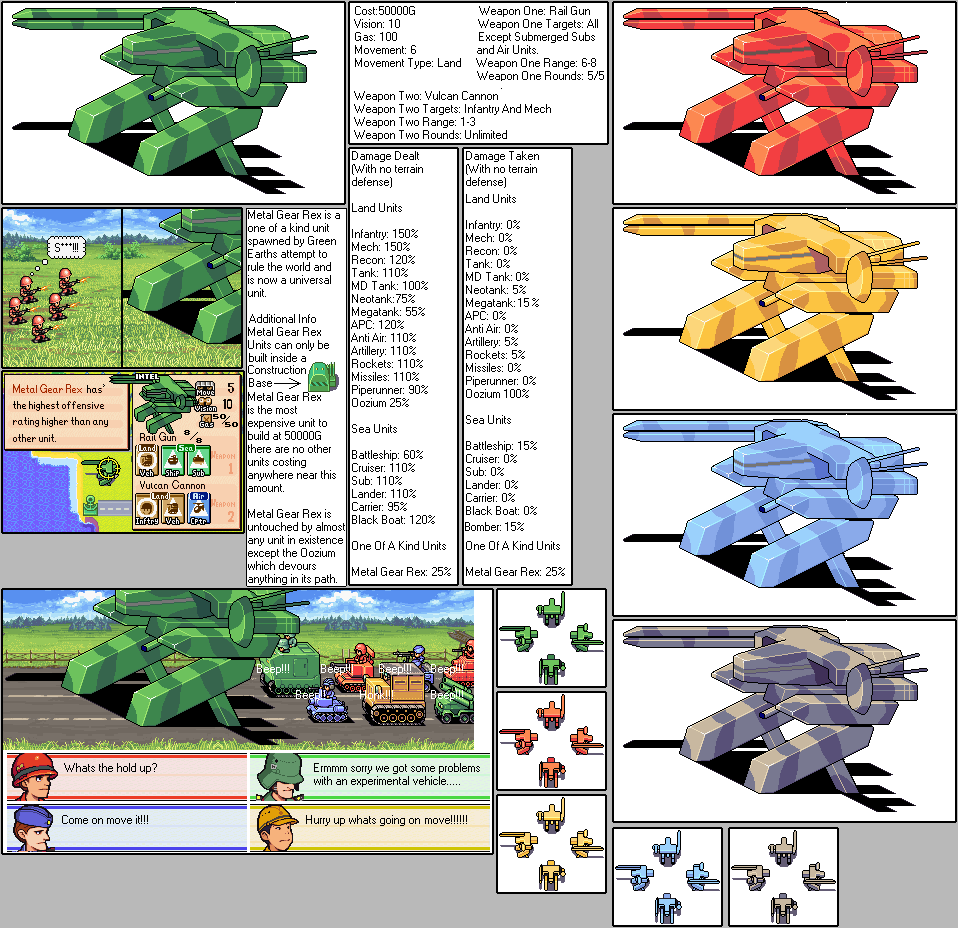 Cost:50000G
Vision: 10
Gas: 100
Movement: 6
Movement Type: Land
Weapon One: Rail Gun
Weapon One Targets: All
Except Submerged Subs
and Air Units.
Weapon One Range: 6-8
Weapon One Rounds: 5/5
Weapon Two: Vulcan Cannon
Weapon Two Targets: Infantry And Mech
Weapon Two Range: 1-3
Weapon Two Rounds: Unlimited
Damage Dealt
(With no terrain
defense)
Land Units
Infantry: 150%
Mech: 150%
Recon: 120%
Tank: 110%
MD Tank: 100%
Neotank:75%
Megatank: 55%
APC: 120%
Anti Air: 110%
Artillery: 110%
Rockets: 110%
Missiles: 110%
Piperunner: 90%
Oozium 25%
Sea Units
Battleship: 60%
Cruiser: 110%
Sub: 110%
Lander: 110%
Carrier: 95%
Black Boat: 120%
One Of A Kind Units
Metal Gear Rex: 25%
Damage Taken
(With no terrain
defense)
Land Units
Infantry: 0%
Mech: 0%
Recon: 0%
Tank: 0%
MD Tank: 0%
Neotank: 5%
Megatank:15 %
APC: 0%
Anti Air: 0%
Artillery: 5%
Rockets: 5%
Missiles: 0%
Piperunner: 0%
Oozium 100%
Sea Units
Battleship: 15%
Cruiser: 0%
Sub: 0%
Lander: 0%
Carrier: 0%
Black Boat: 0%
Bomber: 15%
One Of A Kind Units
Metal Gear Rex: 25%
S***!!!
Metal Gear Rex is a
one of a kind unit
spawned by Green
Earths attempt to
rule the world and
is now a universal
unit.
Additional Info
Metal Gear Rex
Units can only be
built inside a
Construction
Base
Metal Gear Rex
is the most
expensive unit to
build at 50000G
there are no other
units costing
anywhere near this
amount.
Metal Gear Rex is
untouched by almost
any unit in existence
except the Oozium
which devours
anything in its path.
Metal Gear Rex has
the highest offensive
rating higher than any
other unit.
INTEL
Move 5
Vision 10
Gas 50/50
Rail Gun 8/8
Land Sea
Veh Ship Sub
Weapon 1
Vulcan Cannon
Land Air
Inftry Veh Cptr
Weapon 2
Beep!!!
Beep!!!
Beep!!!
Beep!!!
Beep!!!
Honk!!!
Beep!!!
Whats the hold up?
Ermmm sorry we got some problems
with an experimental vehicle.....
Come on move it!!!
Hurry up whats going on move!!!!!!